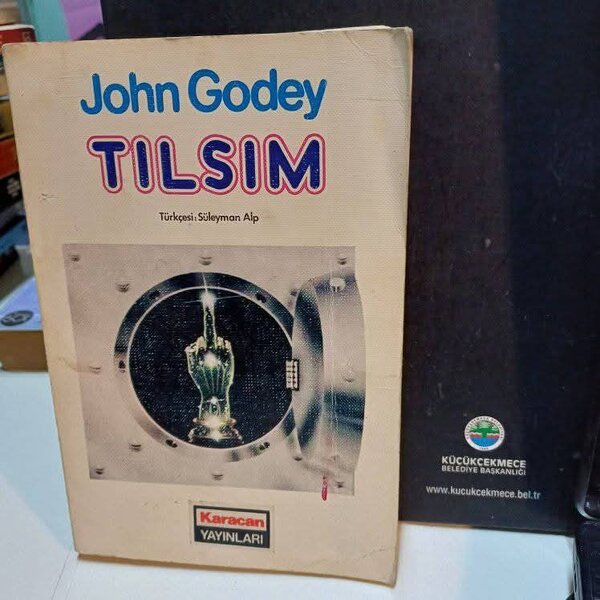 John Godey
TILSIM
Türkçesi: Süleyman Alp
Karacan
YAYINLARI
KÜÇÜKÇEKMECE
BELEDİYE BAŞKANLIĞI
www.kucukcekmece.bel.tr